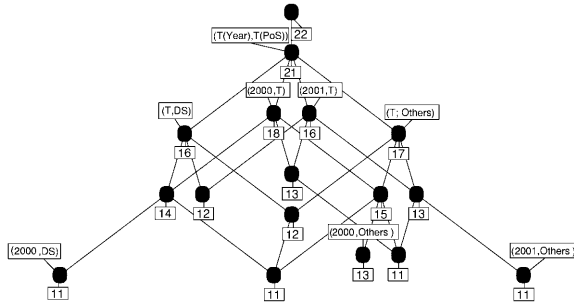 22
(T(Year),T(PoS))
21
(2000,T) (2001,T)
(T,DS) (T; Others)
18 16
16 17
13
14 12 15 13
12
(2000,Others )
(2000 ,DS) (2001,Others )
13 11
11 11 11